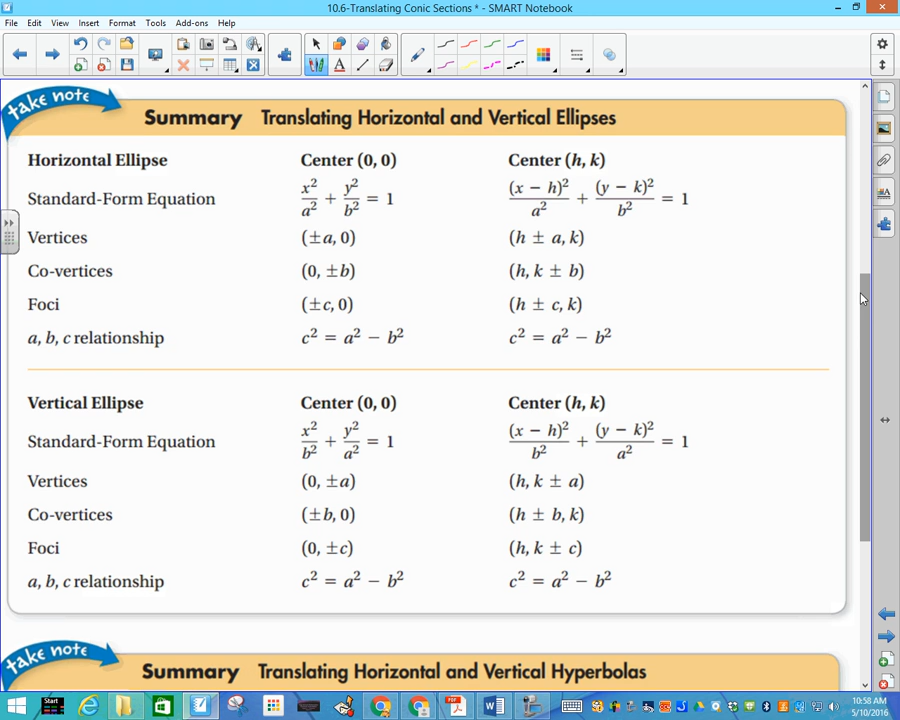 10.6-Translating Conic Sections * - SMART Notebook
File Edit View Insert Format Tools Add-ons Help
take note
Summary Translating Horizontal and Vertical Ellipses
Horizontal Ellipse Center (0, 0) Center (h, k)
Standard-Form Equation x²/a² + y²/b² = 1 (x − h)²/a² + (y − k)²/b² = 1
Vertices (±a, 0) (h ± a, k)
Co-vertices (0, ±b) (h, k ± b)
Foci (±c, 0) (h ± c, k)
a, b, c relationship c² = a² − b² c² = a² − b²
Vertical Ellipse Center (0, 0) Center (h, k)
Standard-Form Equation x²/b² + y²/a² = 1 (x − h)²/b² + (y − k)²/a² = 1
Vertices (0, ±a) (h, k ± a)
Co-vertices (±b, 0) (h ± b, k)
Foci (0, ±c) (h, k ± c)
a, b, c relationship c² = a² − b² c² = a² − b²
take note
Summary Translating Horizontal and Vertical Hyperbolas
Start
10:58 AM
5/10/2016